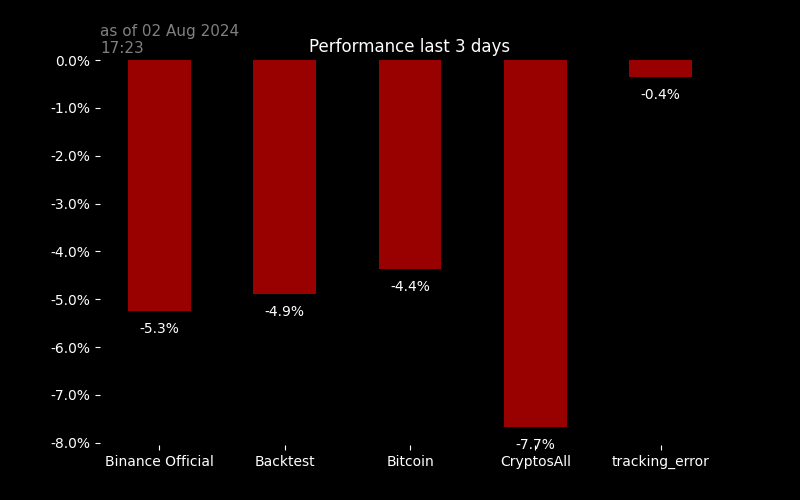 as of 02 Aug 2024
17:23
Performance last 3 days
0.0%
-1.0%
-2.0%
-3.0%
-4.0%
-5.0%
-6.0%
-7.0%
-8.0%
-5.3%
-4.9%
-4.4%
-7.7%
-0.4%
Binance Official
Backtest
Bitcoin
CryptosAll
tracking_error